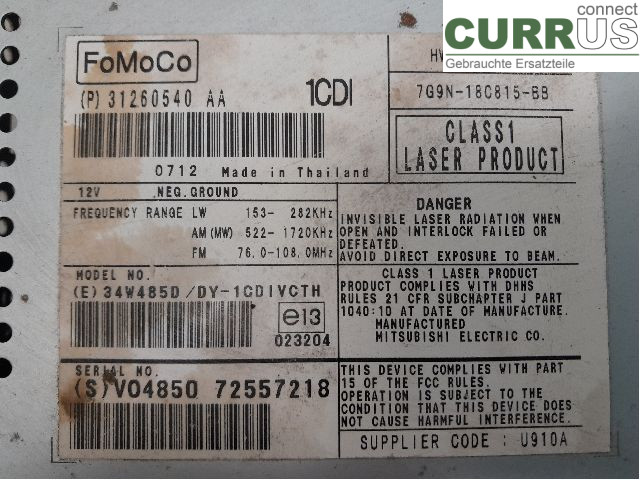 connect
CURRUS
Gebrauchte Ersatzteile
FoMoCo
(P) 31260540 AA
1CDI
7G9N-18C815-BB
0712 Made in Thailand
CLASS1
LASER PRODUCT
12V NEG.GROUND
FREQUENCY RANGE LW 153- 282KHz
AM (MW) 522- 1720KHz
FM 76.0-108.0MHz
MODEL NO.
(E) 34W485D/DY-1CDIVCTH
e13
023204
SERIAL NO.
(S)VO4850 72557218
DANGER
INVISIBLE LASER RADIATION WHEN
OPEN AND INTERLOCK FAILED OR
DEFEATED.
AVOID DIRECT EXPOSURE TO BEAM.
CLASS 1 LASER PRODUCT
PRODUCT COMPLIES WITH DHHS
RULES 21 CFR SUBCHAPTER J PART
1040:10 AT DATE OF MANUFACTURE.
MANUFACTURED
MITSUBISHI ELECTRIC CO.
THIS DEVICE COMPLIES WITH PART
15 OF THE FCC RULES.
OPERATION IS SUBJECT TO THE
CONDITION THAT THIS DEVICE DOES
NOT CAUSE HARMFUL INTERFERENCE.
SUPPLIER CODE : U910A